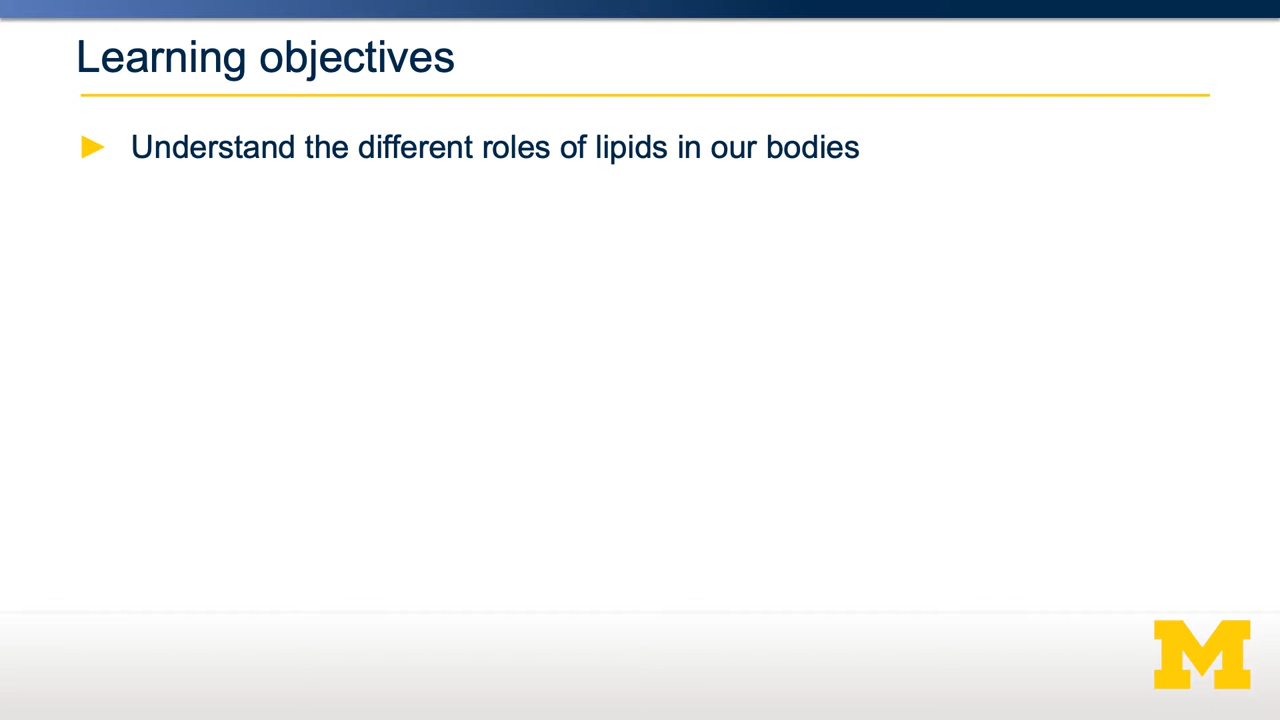 Learning objectives
► Understand the different roles of lipids in our bodies
M